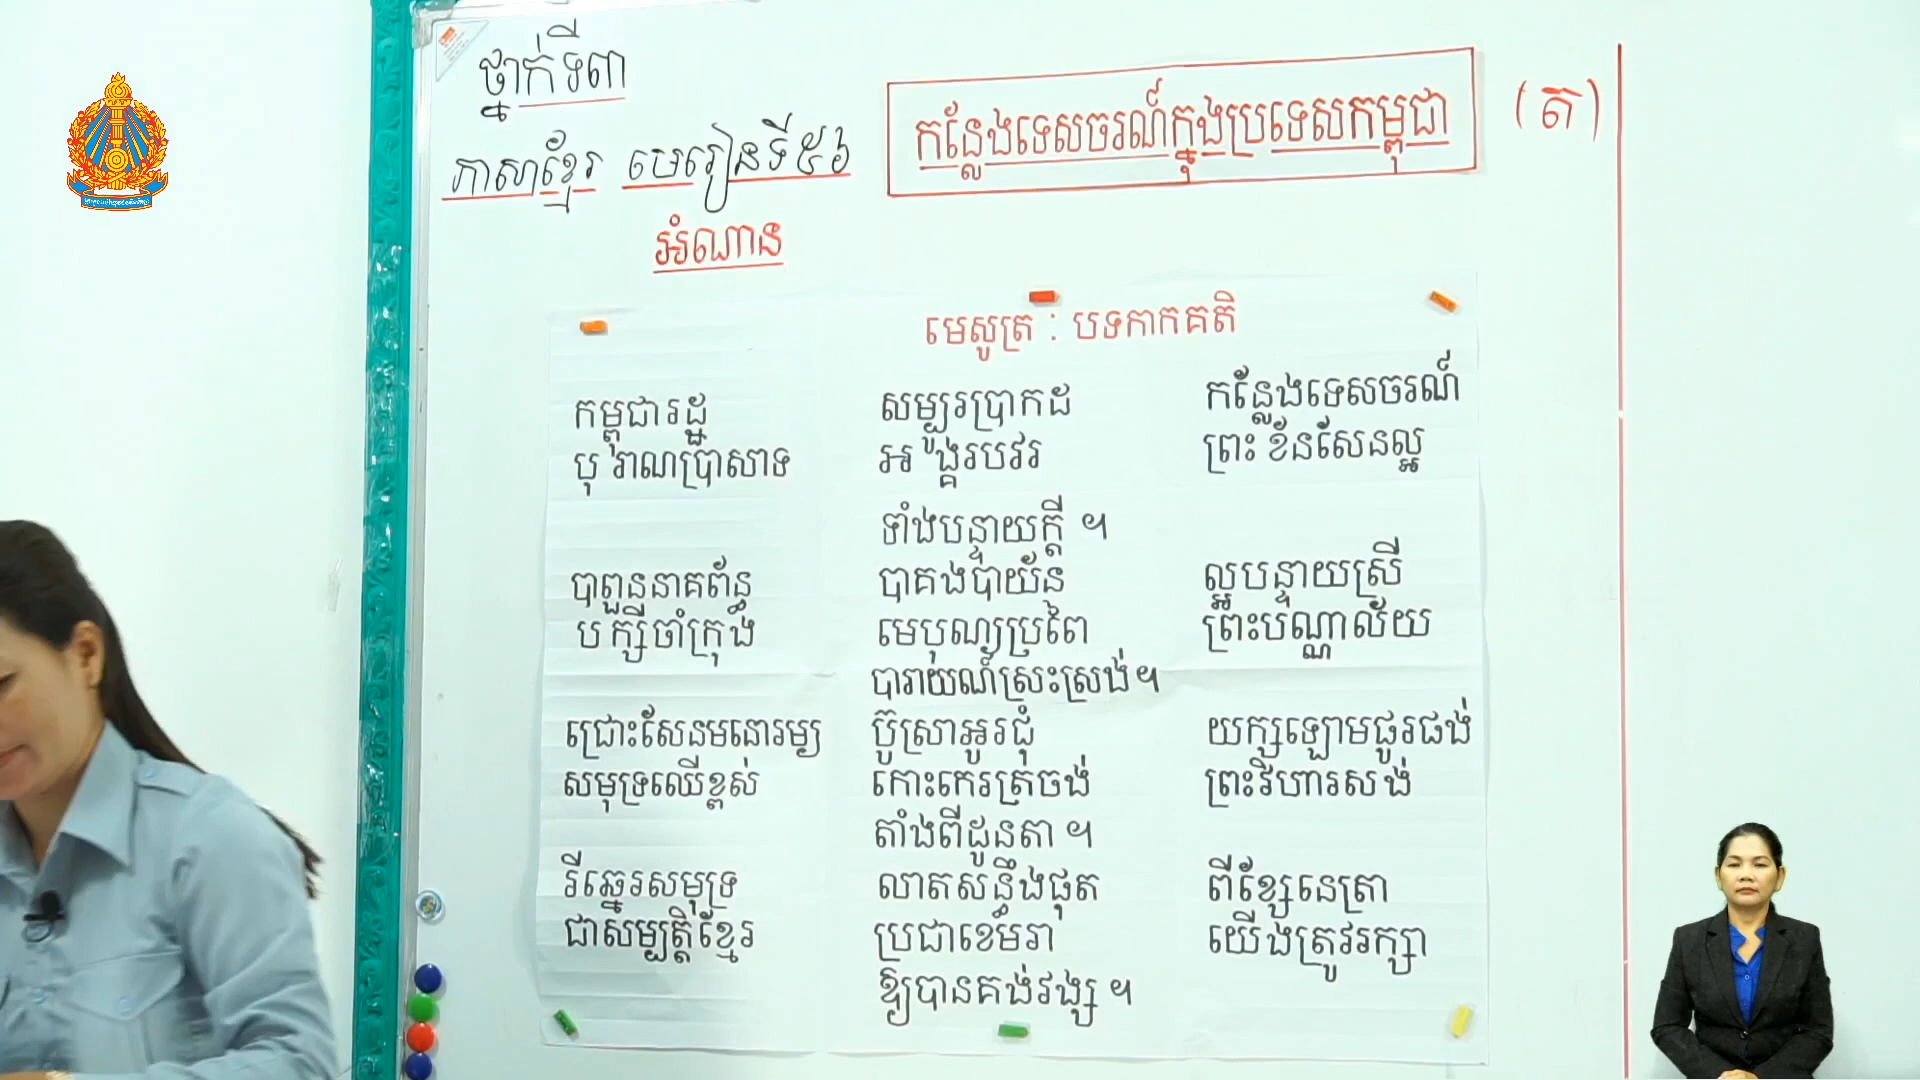 ថ្នាក់ទី៣
ភាសាខ្មែរ មេរៀនទី៥៦
កន្លែងទេសចរណ៍ក្នុងប្រទេសកម្ពុជា (ត)
អំណាន
មេសូត្រ : បទកាកគតិ
កម្ពុជារដ្ឋ សម្បូរប្រាកដ កន្លែងទេសចរណ៍
បុរាណប្រាសាទ អង្គរបវរ ព្រះខ័នសែនល្អ
ទាំងបន្ទាយក្តី ។
បាពួននាគព័ន្ធ បាគងបាយ័ន ល្អបន្ទាយស្រី
បក្សីចាំក្រុង មេបុណ្យប្រពៃ ព្រះបណ្ណាល័យ
បារាយណ៍ស្រះស្រង់ ។
ជ្រោះសែនមនោរម្យ ប៊ូស្រាអូរជុំ យក្សឡោមផូរផង់
សមុទ្រឈើខ្ពស់ កោះកេរត្រចង់ ព្រះវិហារសង់
តាំងពីដូនតា ។
រីឆ្នេរសមុទ្រ លាតសន្ធឹងផុត ពីខ្សែនេត្រា
ជាសម្បត្តិខ្មែរ ប្រជាខេមរា យើងត្រូវរក្សា
ឱ្យបានគង់វង្ស ។